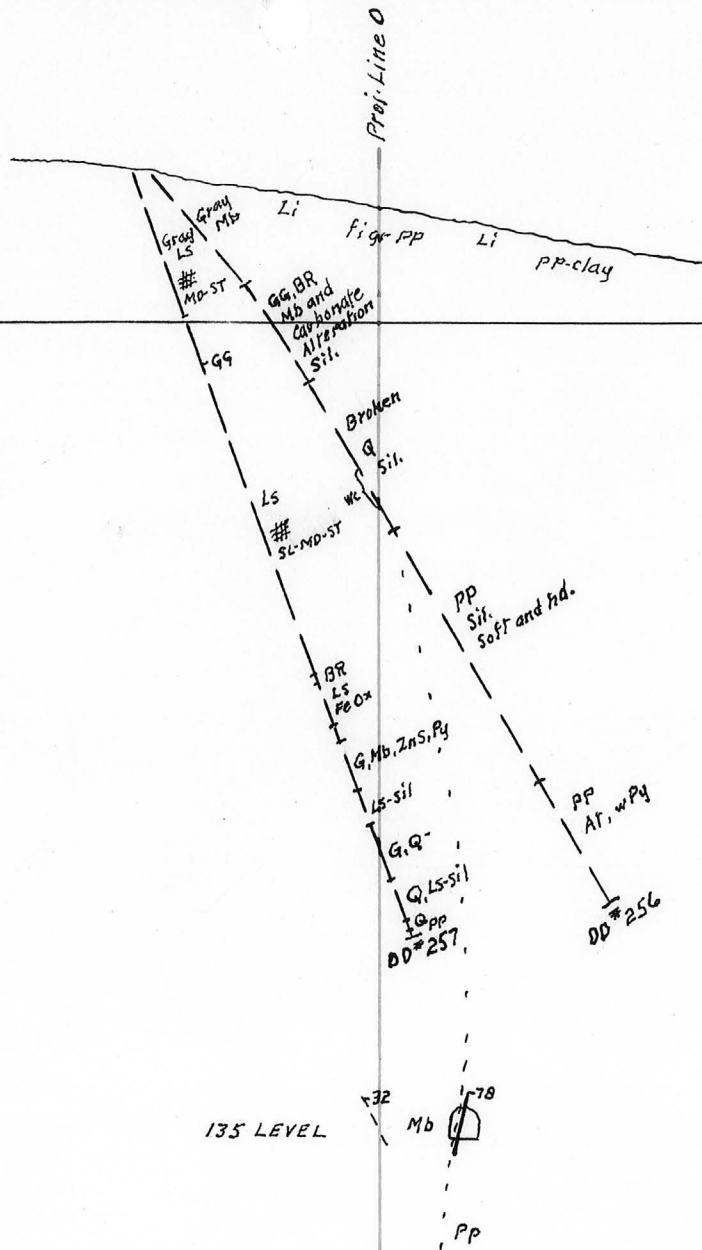 Proj. Line O
Li
fi gr PP
Li
PP-clay
Gray
Mb
Gray
LS
##
MD-ST
GG, BR
Mb and
Carbonate
Alteration
Sil.
GG
Broken
Q
Sil.
wc
Ls
##
SL-MD-ST
PP
Sil.
Soft and hd.
BR
LS
FeOx
G, Mb, ZnS, Py
Ls-sil
G, Q-
Q, Ls-sil
Q PP
DD#257
PP
Ar, wPy
DD#256
32
78
135 LEVEL
Mb
PP